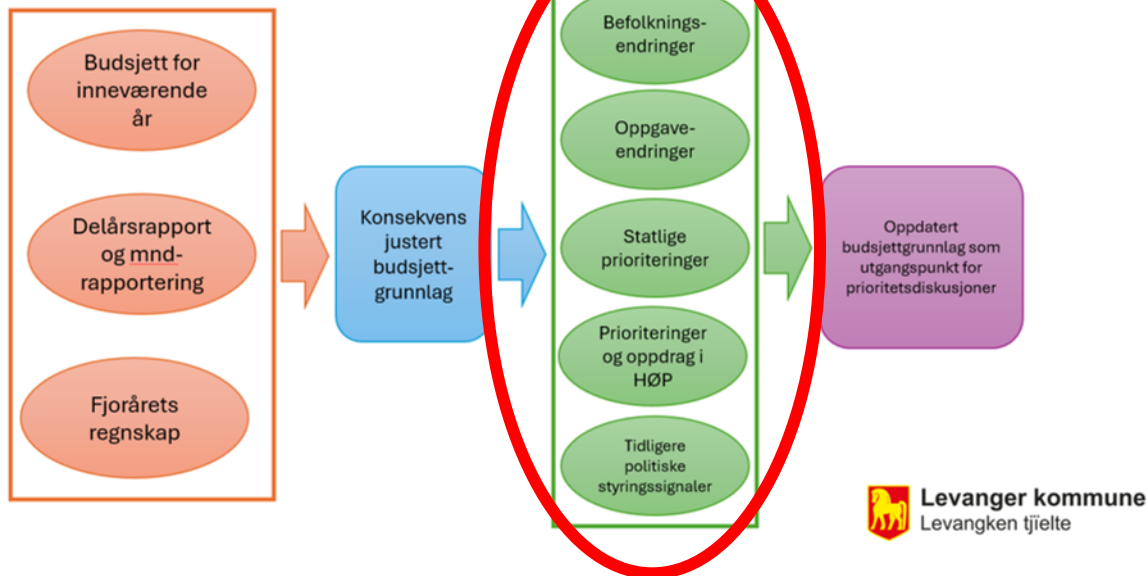 Budsjett for
inneværende
år
Delårsrapport
og mnd-
rapportering
Fjorårets
regnskap
Konsekvens
justert
budsjett-
grunnlag
Befolknings-
endringer
Oppgave-
endringer
Statlige
prioriteringer
Prioriteringer
og oppdrag i
HØP
Tidligere
politiske
styringssignaler
Oppdatert
budsjettgrunnlag som
utgangspunkt for
prioritetsdiskusjoner
Levanger kommune
Levangken tjïelte